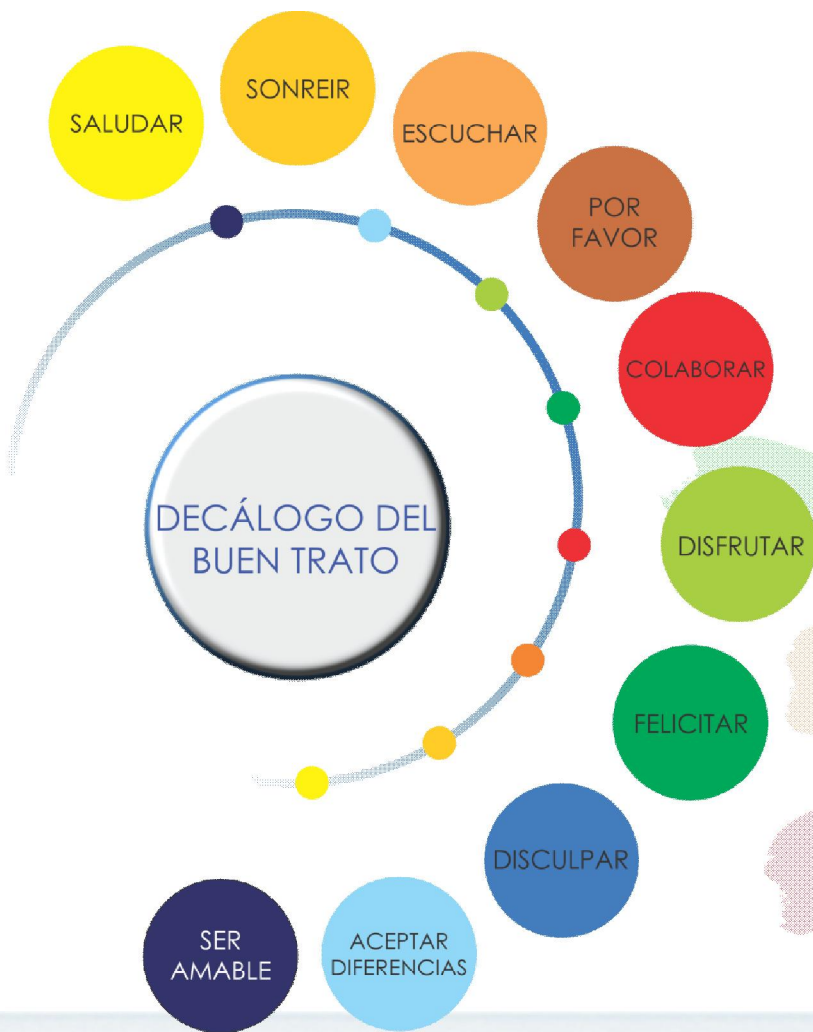 SALUDAR
SONREIR
ESCUCHAR
POR
FAVOR
COLABORAR
DISFRUTAR
FELICITAR
DISCULPAR
ACEPTAR
DIFERENCIAS
SER
AMABLE
DECÁLOGO DEL
BUEN TRATO